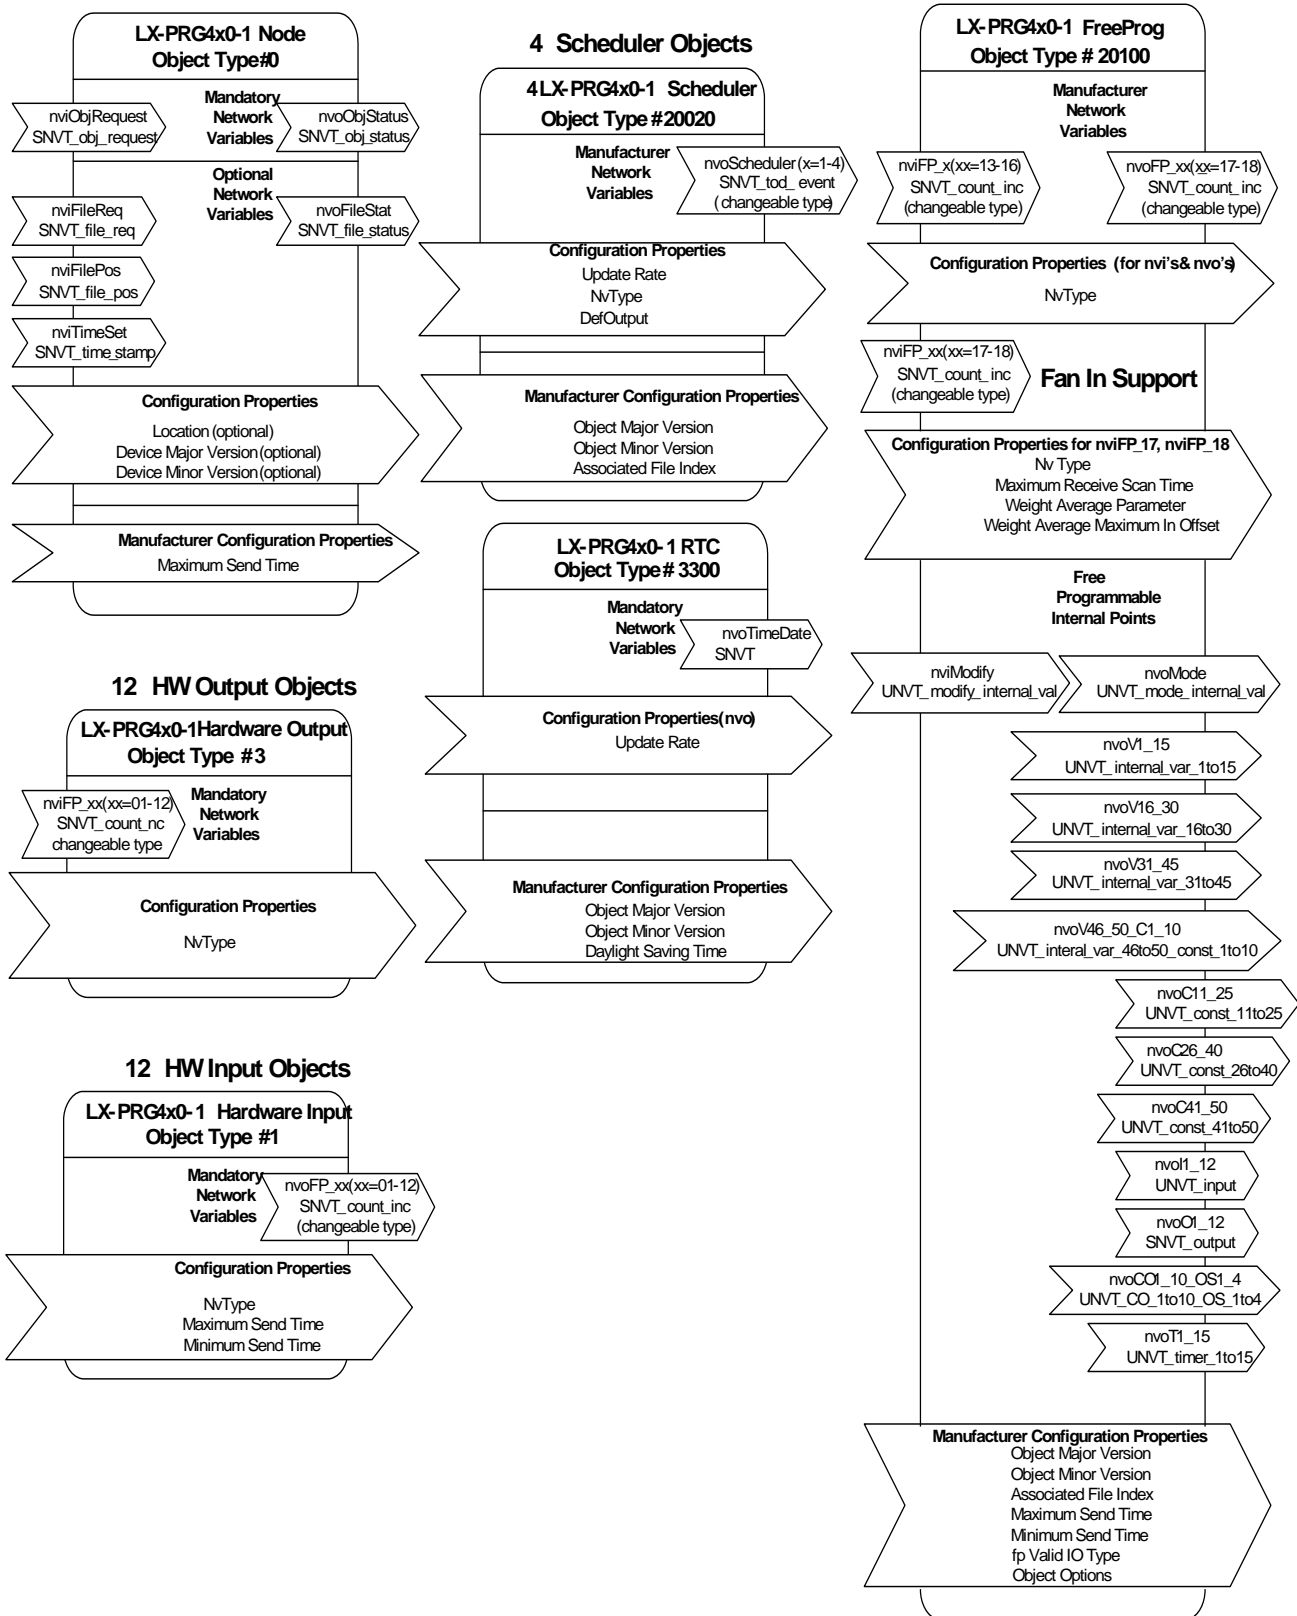 LX-PRG4x0-1 Node
Object Type#0
Mandatory
Network
Variables
nviObjRequest
SNVT_obj_request
nvoObjStatus
SNVT_obj_status
Optional
Network
Variables
nviFileReq
SNVT_file_req
nvoFileStat
SNVT_file_status
nviFilePos
SNVT_file_pos
nviTimeSet
SNVT_time_stamp
Configuration Properties
Location (optional)
Device Major Version (optional)
Device Minor Version (optional)
Manufacturer Configuration Properties
Maximum Send Time
12 HW Output Objects
LX-PRG4x0-1Hardware Output
Object Type #3
nviFP_xx(xx=01-12)
SNVT_count_nc
changeable type
Mandatory
Network
Variables
Configuration Properties
NvType
12 HW Input Objects
LX-PRG4x0-1 Hardware Input
Object Type #1
Mandatory
Network
Variables
nvoFP_xx(xx=01-12)
SNVT_count_inc
(changeable type)
Configuration Properties
NvType
Maximum Send Time
Minimum Send Time
4 Scheduler Objects
4LX-PRG4x0-1 Scheduler
Object Type #20020
Manufacturer
Network
Variables
nvoScheduler (x=1-4)
SNVT_tod_ event
(changeable type)
Configuration Properties
Update Rate
NvType
DefOutput
Manufacturer Configuration Properties
Object Major Version
Object Minor Version
Associated File Index
LX-PRG4x0-1 RTC
Object Type # 3300
Mandatory
Network
Variables
nvoTimeDate
SNVT
Configuration Properties(nvo)
Update Rate
Manufacturer Configuration Properties
Object Major Version
Object Minor Version
Daylight Saving Time
LX-PRG4x0-1 FreeProg
Object Type # 20100
Manufacturer
Network
Variables
nviFP_x(xx=13-16)
SNVT_count_inc
(changeable type)
nvoFP_xx(xx=17-18)
SNVT_count_inc
(changeable type)
Configuration Properties (for nvi's& nvo's)
NvType
nviFP_xx(xx=17-18)
SNVT_count_inc
(changeable type)
Fan In Support
Configuration Properties for nviFP_17, nviFP_18
Nv Type
Maximum Receive Scan Time
Weight Average Parameter
Weight Average Maximum In Offset
Free
Programmable
Internal Points
nviModify
UNVT_modify_internal_val
nvoMode
UNVT_mode_internal_val
nvoV1_15
UNVT_internal_var_1to15
nvoV16_30
UNVT_internal_var_16to30
nvoV31_45
UNVT_internal_var_31to45
nvoV46_50_C1_10
UNVT_interal_var_46to50_const_1to10
nvoC11_25
UNVT_const_11to25
nvoC26_40
UNVT_const_26to40
nvoC41_50
UNVT_const_41to50
nvoI1_12
UNVT_input
nvoO1_12
SNVT_output
nvoCO1_10_OS1_4
UNVT_CO_1to10_OS_1to4
nvoT1_15
UNVT_timer_1to15
Manufacturer Configuration Properties
Object Major Version
Object Minor Version
Associated File Index
Maximum Send Time
Minimum Send Time
fp Valid IO Type
Object Options